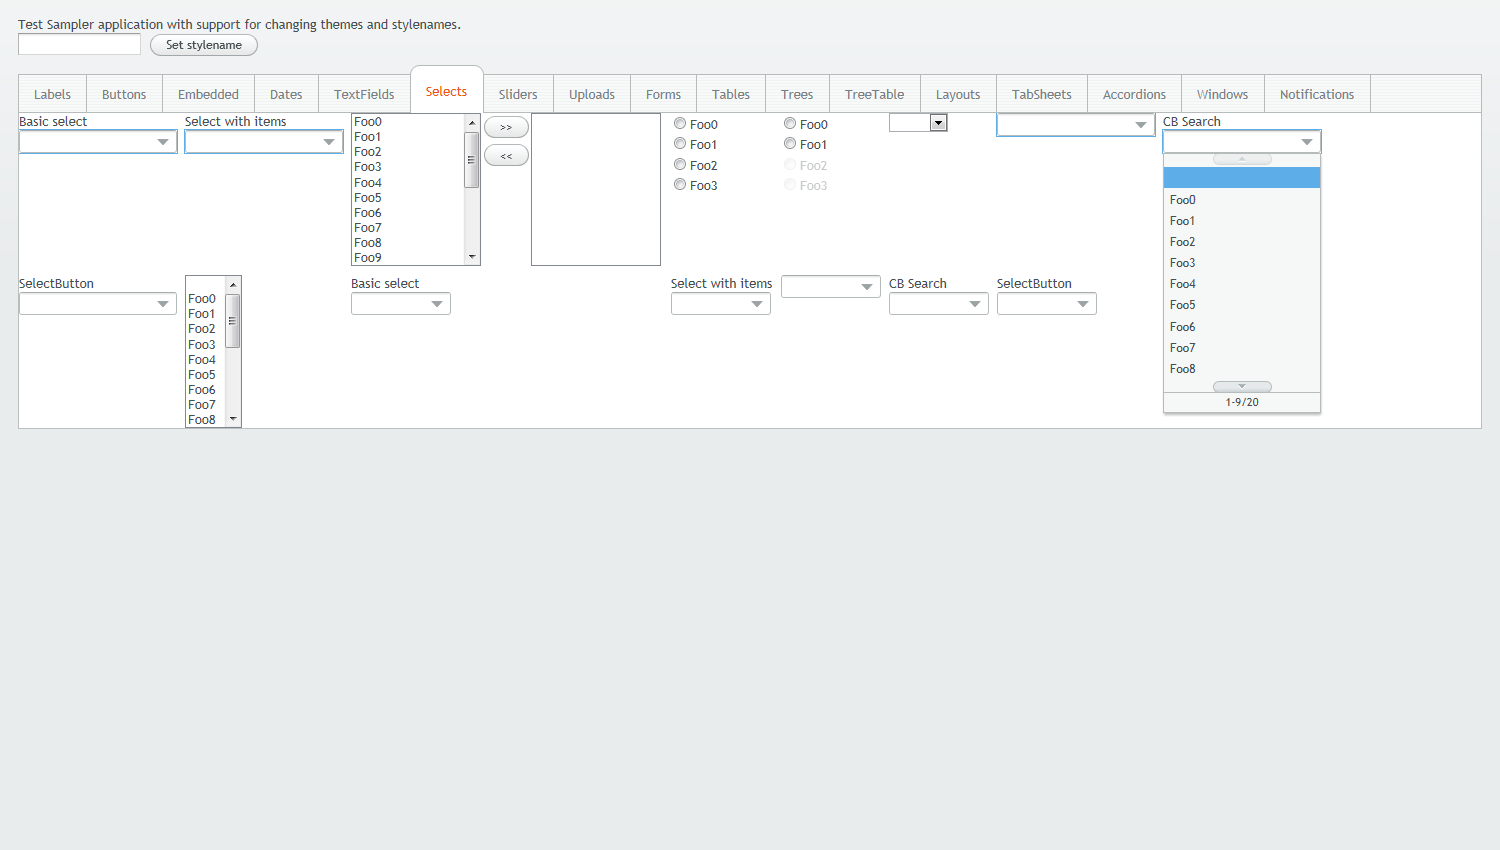 Test Sampler application with support for changing themes and stylenames.
Set stylename
Labels Buttons Embedded Dates TextFields Selects Sliders Uploads Forms Tables Trees TreeTable Layouts TabSheets Accordions Windows Notifications
Basic select
Select with items
Foo0
Foo1
Foo2
Foo3
Foo4
Foo5
Foo6
Foo7
Foo8
Foo9
>>
<<
Foo0
Foo1
Foo2
Foo3
Foo0
Foo1
Foo2
Foo3
CB Search
Foo0
Foo1
Foo2
Foo3
Foo4
Foo5
Foo6
Foo7
Foo8
1-9/20
SelectButton
Foo0
Foo1
Foo2
Foo3
Foo4
Foo5
Foo6
Foo7
Foo8
Basic select
Select with items
CB Search
SelectButton